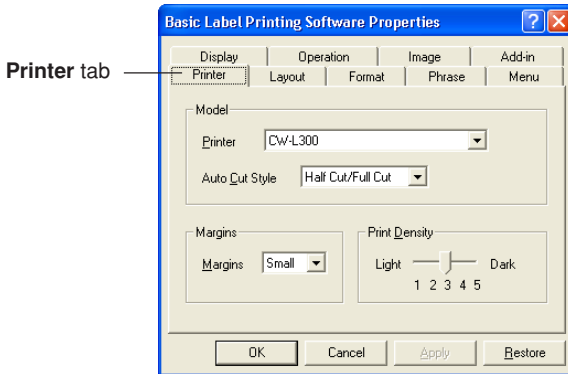 Basic Label Printing Software Properties
Display Operation Image Add-in
Printer tab
Printer Layout Format Phrase Menu
Model
Printer CW-L300
Auto Cut Style Half Cut/Full Cut
Margins
Margins Small
Print Density
Light Dark
1 2 3 4 5
OK Cancel Apply Restore